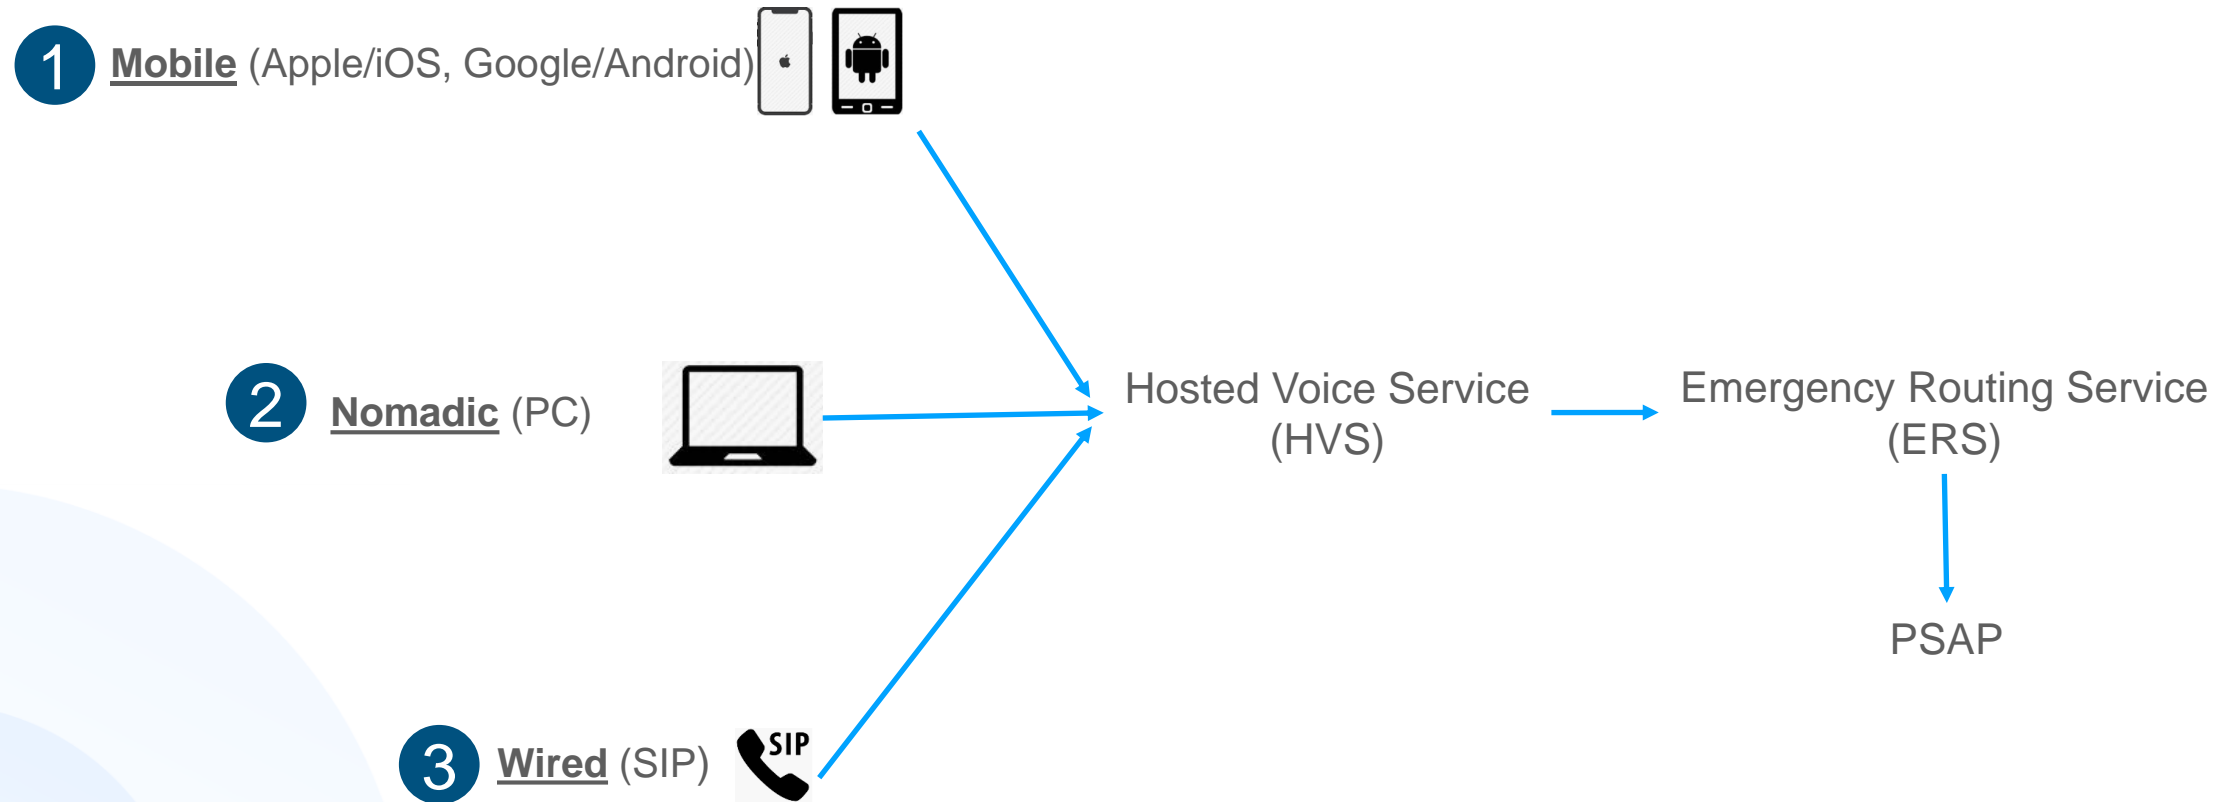 1 Mobile (Apple/iOS, Google/Android)
2 Nomadic (PC)
Hosted Voice Service
(HVS)
Emergency Routing Service
(ERS)
PSAP
3 Wired (SIP)
SIP